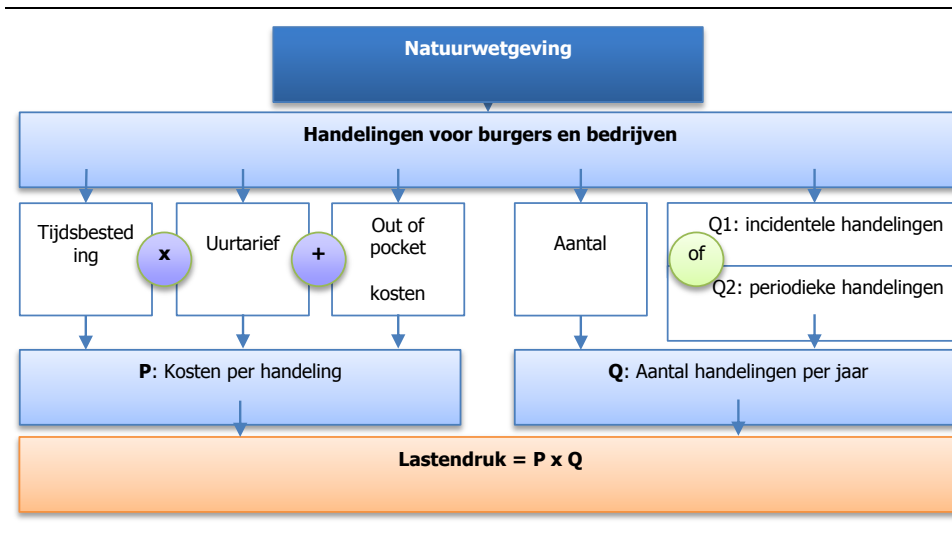 Natuurwetgeving
Handelingen voor burgers en bedrijven
Tijdsbested
ing
x
Uurtarief
+
Out of
pocket
kosten
Aantal
of
Q1: incidentele handelingen
Q2: periodieke handelingen
P: Kosten per handeling
Q: Aantal handelingen per jaar
Lastendruk = P x Q